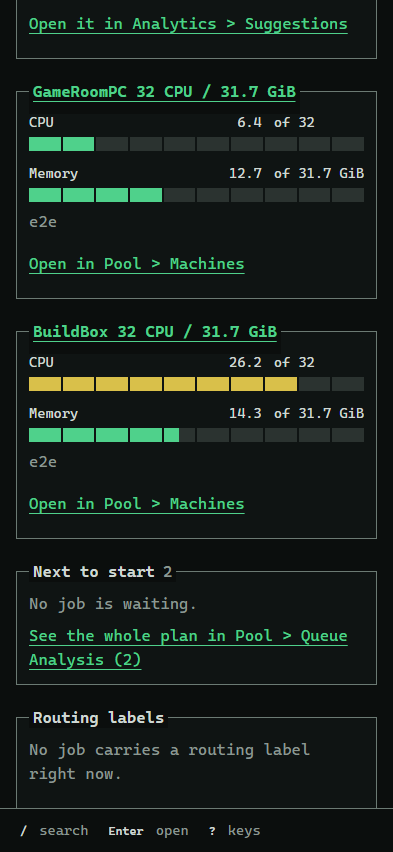 Open it in Analytics > Suggestions
GameRoomPC 32 CPU / 31.7 GiB
CPU 6.4 of 32
Memory 12.7 of 31.7 GiB
e2e
Open in Pool > Machines
BuildBox 32 CPU / 31.7 GiB
CPU 26.2 of 32
Memory 14.3 of 31.7 GiB
e2e
Open in Pool > Machines
Next to start 2
No job is waiting.
See the whole plan in Pool > Queue
Analysis (2)
Routing labels
No job carries a routing label
right now.
/ search Enter open ? keys